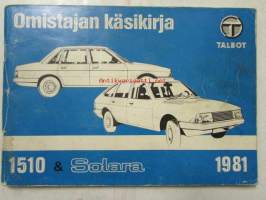 Omistajan käsikirja
TALBOT
1510 & Solara 1981